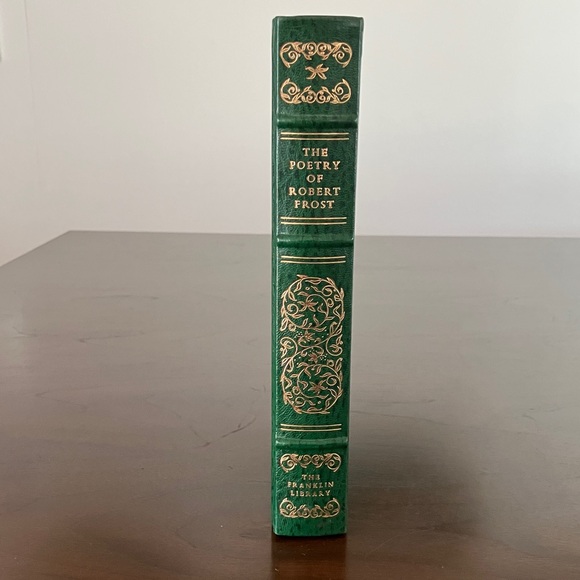 THE
POETRY
OF
ROBERT
FROST
THE
FRANKLIN
LIBRARY